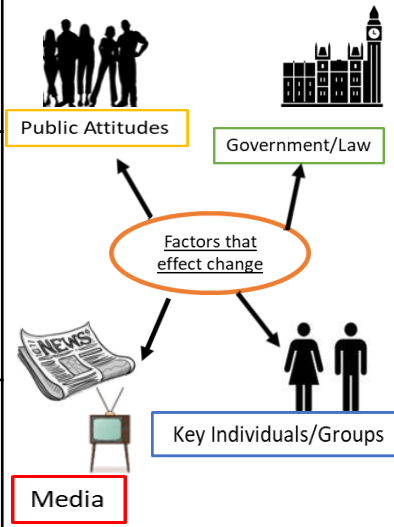 Public Attitudes
Government/Law
Factors that
effect change
NEWS
Key Individuals/Groups
Media